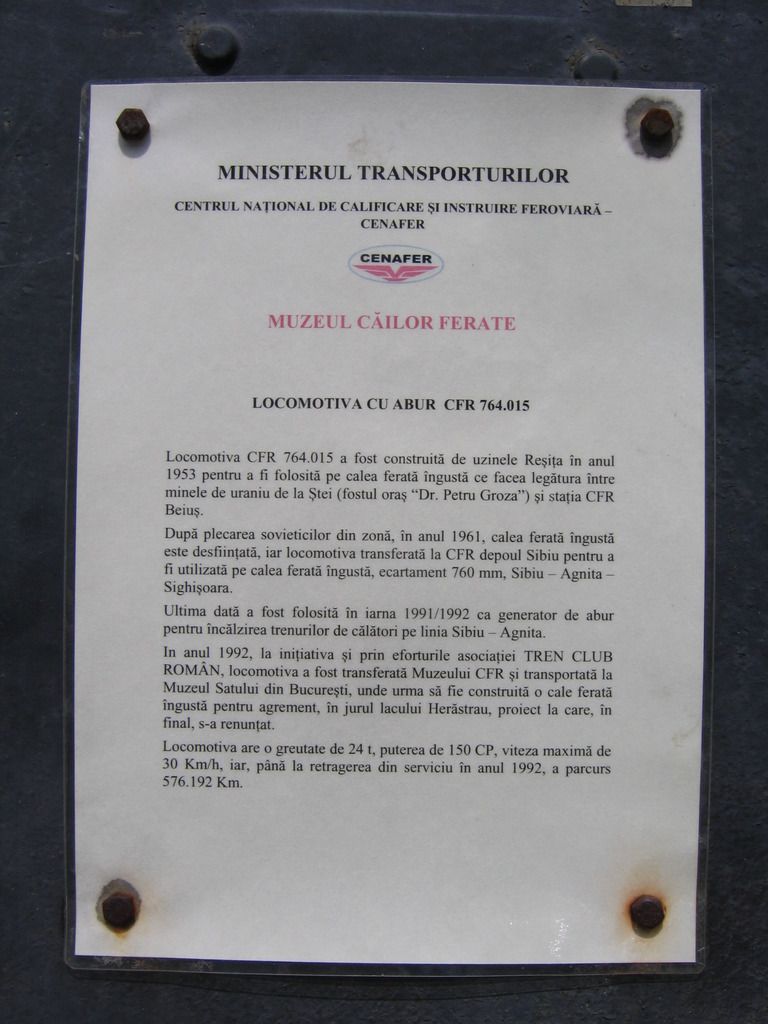 MINISTERUL TRANSPORTURILOR
CENTRUL NAȚIONAL DE CALIFICARE ȘI INSTRUIRE FEROVIARĂ –
CENAFER
CENAFER
MUZEUL CĂILOR FERATE
LOCOMOTIVA CU ABUR CFR 764.015
Locomotiva CFR 764.015 a fost construită de uzinele Reșița în anul
1953 pentru a fi folosită pe calea ferată îngustă ce facea legătura între
minele de uraniu de la Ștei (fostul oraș “Dr. Petru Groza”) și stația CFR
Beiuș.
După plecarea sovieticilor din zonă, în anul 1961, calea ferată îngustă
este desființată, iar locomotiva transferată la CFR depoul Sibiu pentru a
fi utilizată pe calea ferată îngustă, ecartament 760 mm, Sibiu – Agnita –
Sighișoara.
Ultima dată a fost folosită în iarna 1991/1992 ca generator de abur
pentru încălzirea trenurilor de călători pe linia Sibiu – Agnita.
In anul 1992, la inițiativa și prin eforturile asociației TREN CLUB
ROMÂN, locomotiva a fost transferată Muzeului CFR și transportată la
Muzeul Satului din București, unde urma să fie construită o cale ferată
îngustă pentru agrement, în jurul lacului Herăstrau, proiect la care, în
final, s-a renunțat.
Locomotiva are o greutate de 24 t, puterea de 150 CP, viteza maximă de
30 Km/h, iar, până la retragerea din serviciu în anul 1992, a parcurs
576.192 Km.